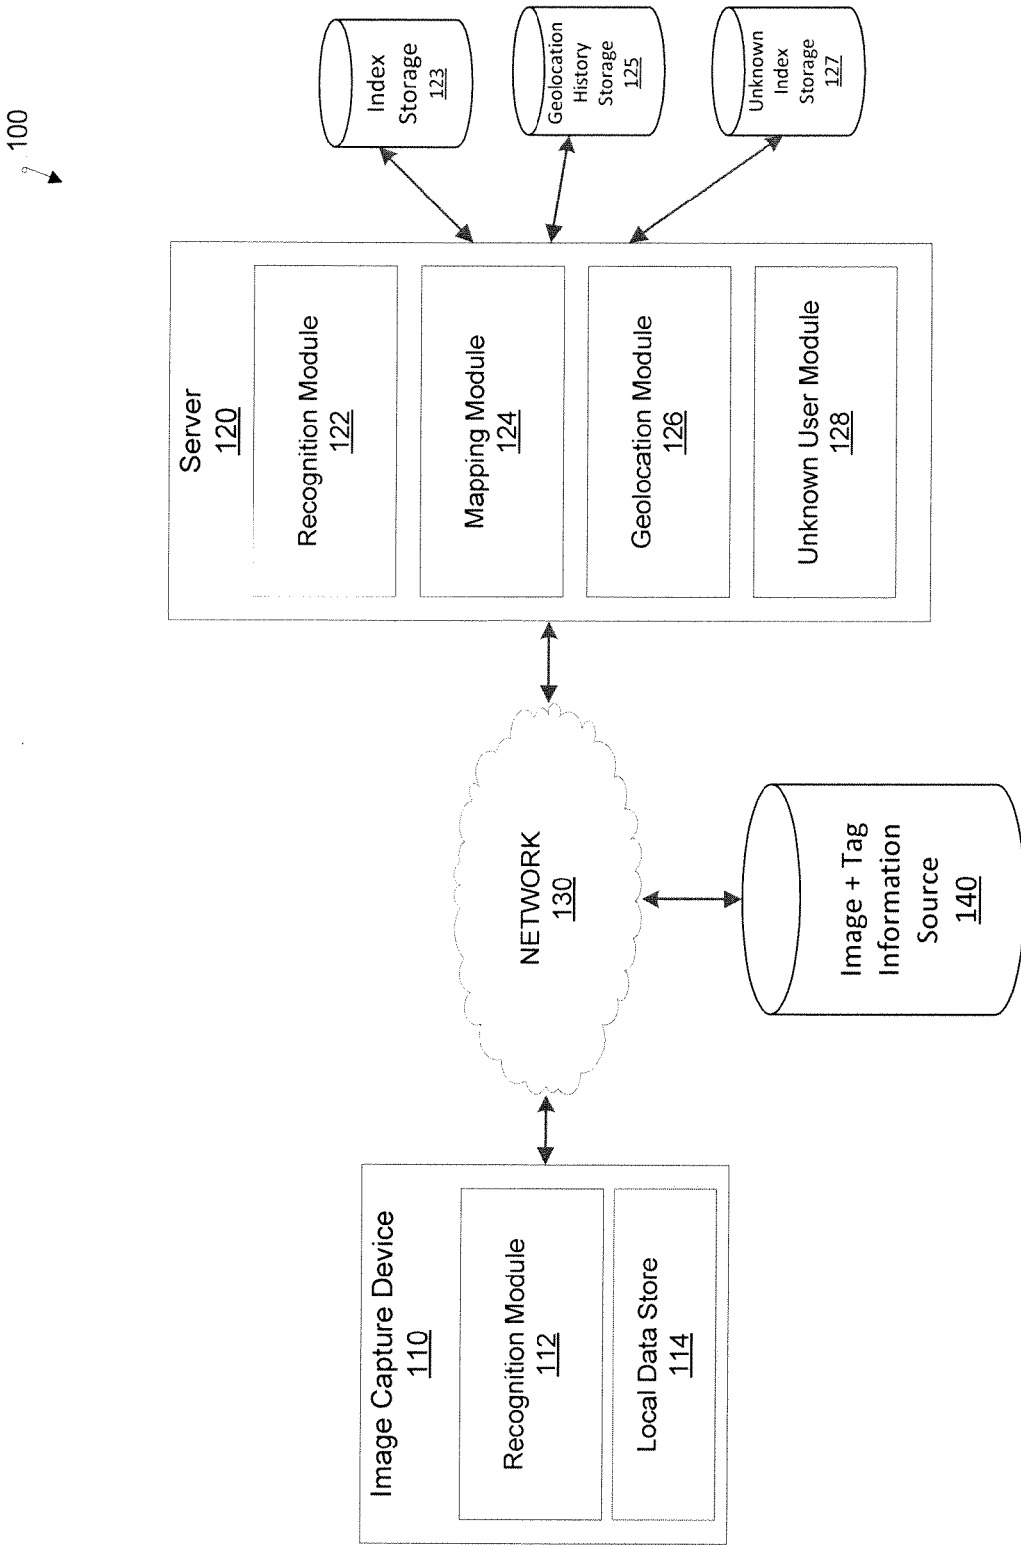 100
Image Capture Device
110
Recognition Module
112
Local Data Store
114
NETWORK
130
Image + Tag
Information
Source
140
Server
120
Recognition Module
122
Mapping Module
124
Geolocation Module
126
Unknown User Module
128
Index
Storage
123
Geolocation
History
Storage
125
Unknown
Index
Storage
127